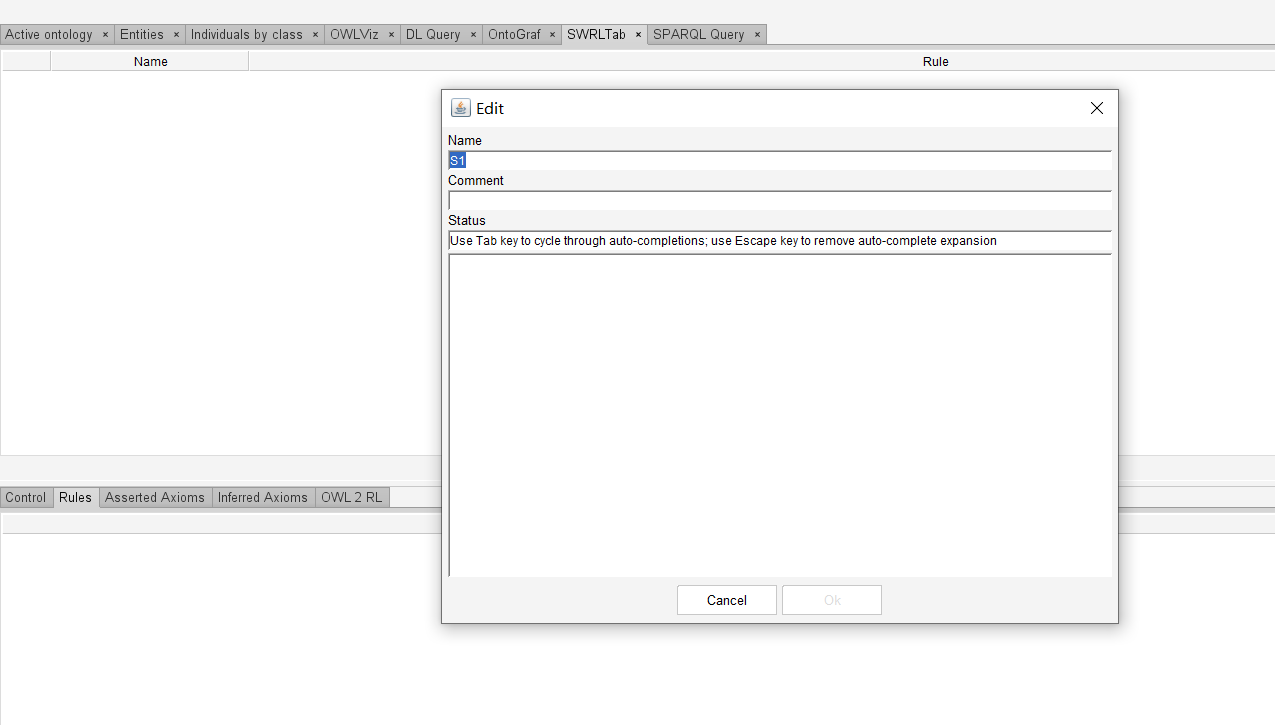 Active ontology × Entities × Individuals by class × OWLViz × DL Query × OntoGraf × SWRLTab × SPARQL Query ×
Name Rule
Edit
Name
S1
Comment
Status
Use Tab key to cycle through auto-completions; use Escape key to remove auto-complete expansion
Control Rules Asserted Axioms Inferred Axioms OWL 2 RL
Cancel Ok